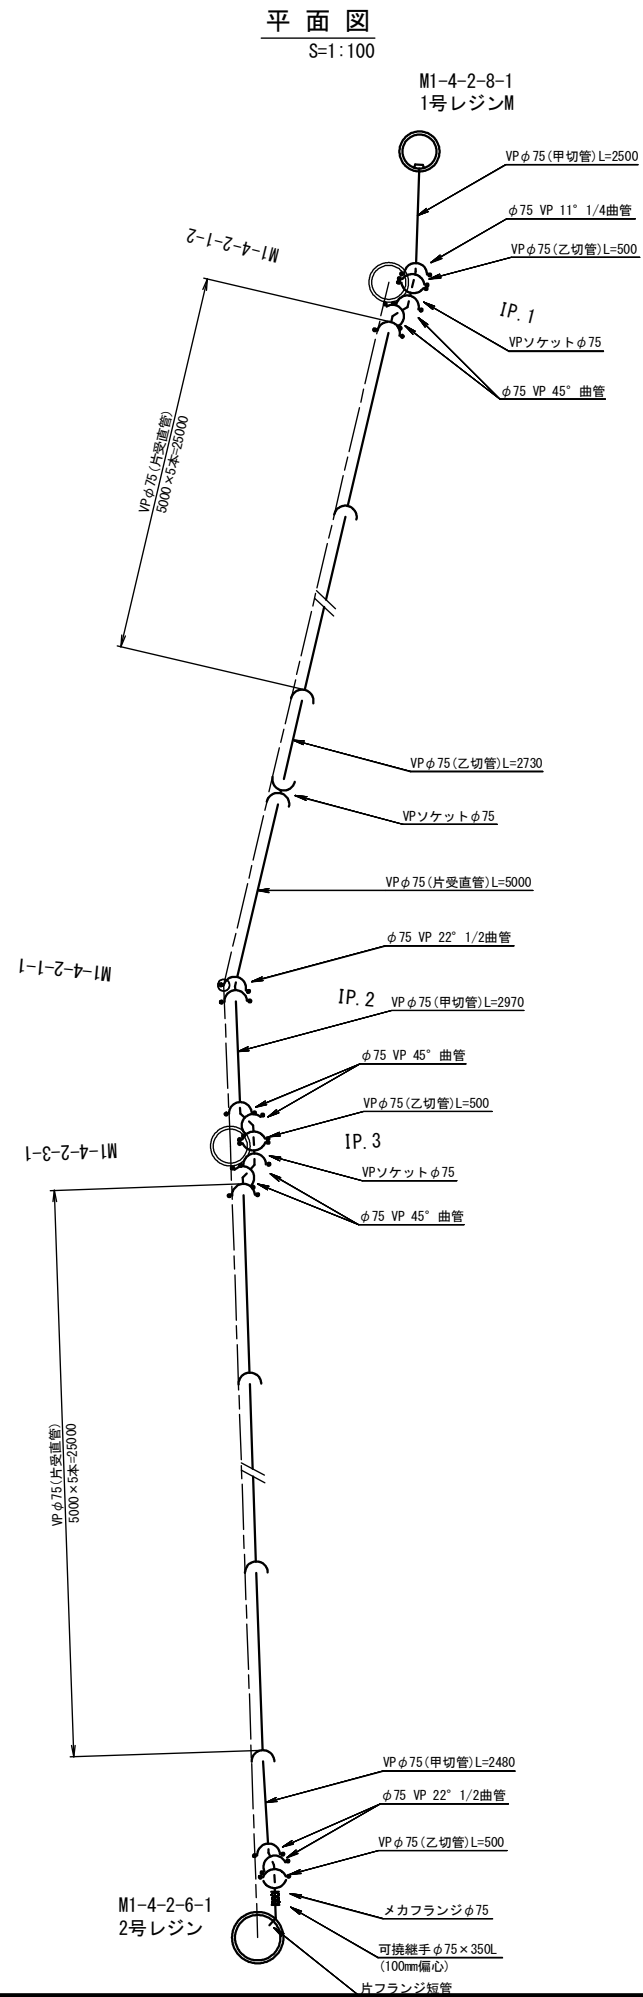 平 面 図
S=1:100
M1-4-2-8-1
1号レジンM
VPφ75(甲切管)L=2500
φ75 VP 11° 1/4曲管
M1-4-2-1-2
VPφ75(乙切管)L=500
IP.1
VPソケットφ75
φ75 VP 45° 曲管
VPφ75(片受直管)
5000×5本=25000
VPφ75(乙切管)L=2730
VPソケットφ75
VPφ75(片受直管)L=5000
φ75 VP 22° 1/2曲管
M1-4-2-1-1
IP.2
VPφ75(甲切管)L=2970
φ75 VP 45° 曲管
VPφ75(乙切管)L=500
M1-4-2-3-1
IP.3
VPソケットφ75
φ75 VP 45° 曲管
VPφ75(片受直管)
5000×5本=25000
VPφ75(甲切管)L=2480
φ75 VP 22° 1/2曲管
VPφ75(乙切管)L=500
M1-4-2-6-1
2号レジン
メカフランジφ75
可撓継手φ75×350L
(100mm偏心)
片フランジ短管